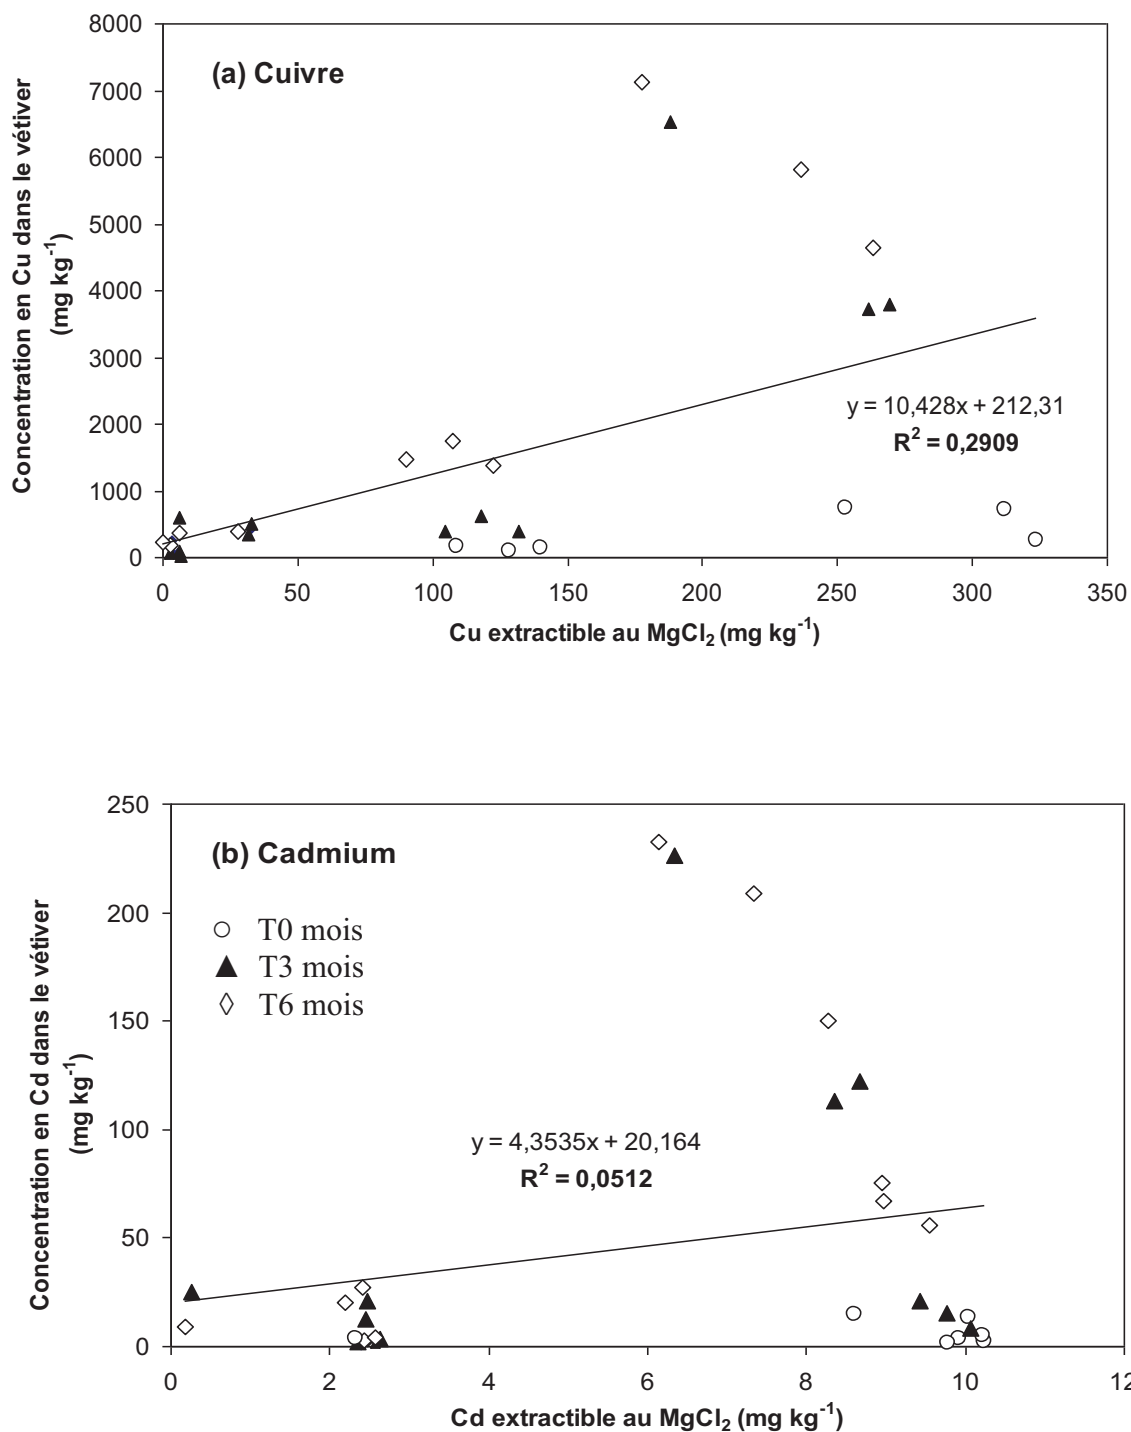 8000
7000
6000
5000
4000
3000
2000
1000
0
Concentration en Cu dans le vétiver
(mg kg-1)
(a) Cuivre
y = 10,428x + 212,31
R2 = 0,2909
0 50 100 150 200 250 300 350
Cu extractible au MgCl2 (mg kg-1)
250
200
150
100
50
0
Concentration en Cd dans le vétiver
(mg kg-1)
(b) Cadmium
T0 mois
T3 mois
T6 mois
y = 4,3535x + 20,164
R2 = 0,0512
0 2 4 6 8 10 12
Cd extractible au MgCl2 (mg kg-1)